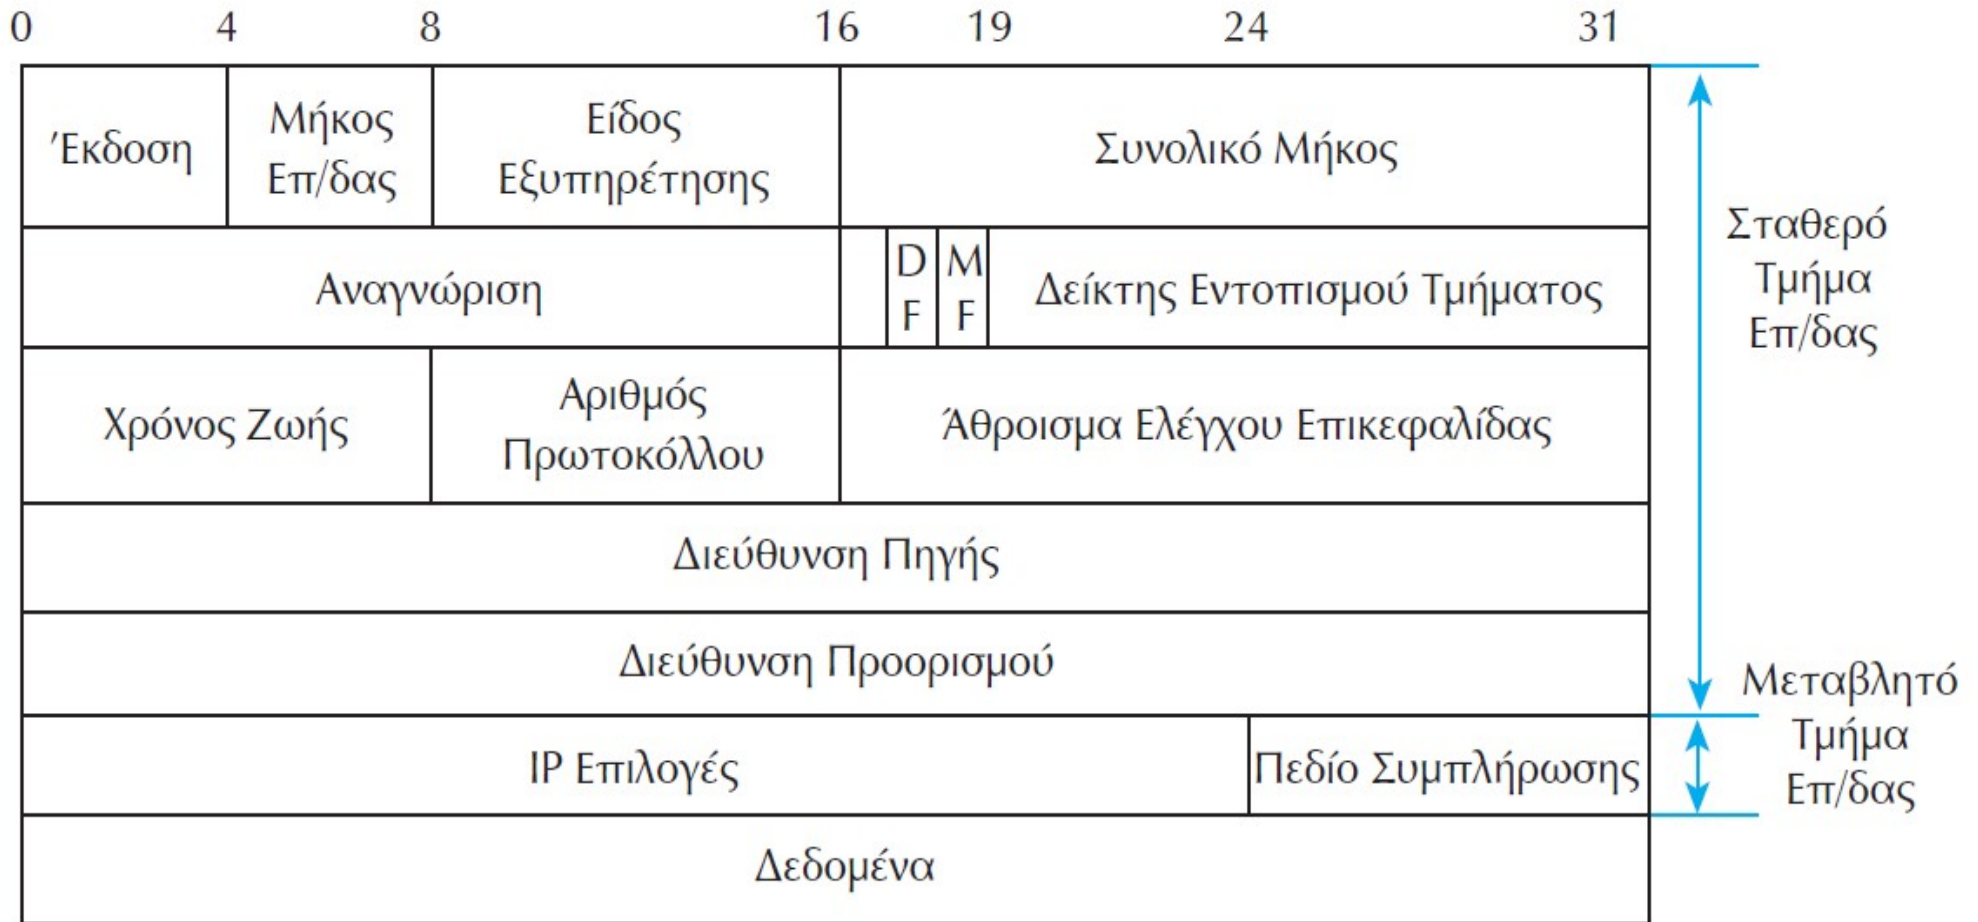 0 4 8 16 19 24 31
Έκδοση
Μήκος
Επ/δας
Είδος
Εξυπηρέτησης
Συνολικό Μήκος
Αναγνώριση
D
F
M
F
Δείκτης Εντοπισμού Τμήματος
Χρόνος Ζωής
Αριθμός
Πρωτοκόλλου
Άθροισμα Ελέγχου Επικεφαλίδας
Διεύθυνση Πηγής
Διεύθυνση Προορισμού
IP Επιλογές
Πεδίο Συμπλήρωσης
Δεδομένα
Σταθερό
Τμήμα
Επ/δας
Μεταβλητό
Τμήμα
Επ/δας